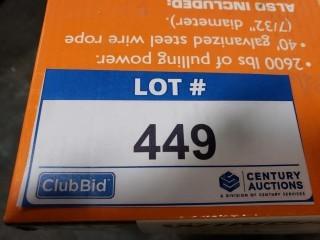 LOT #
449
ClubBid
CENTURY
AUCTIONS
A DIVISION OF CENTURY SERVICES
• 2600 lbs of pulling power.
• 40' galvanized steel wire rope
(7/32" diameter).
ALSO INCLUDED: